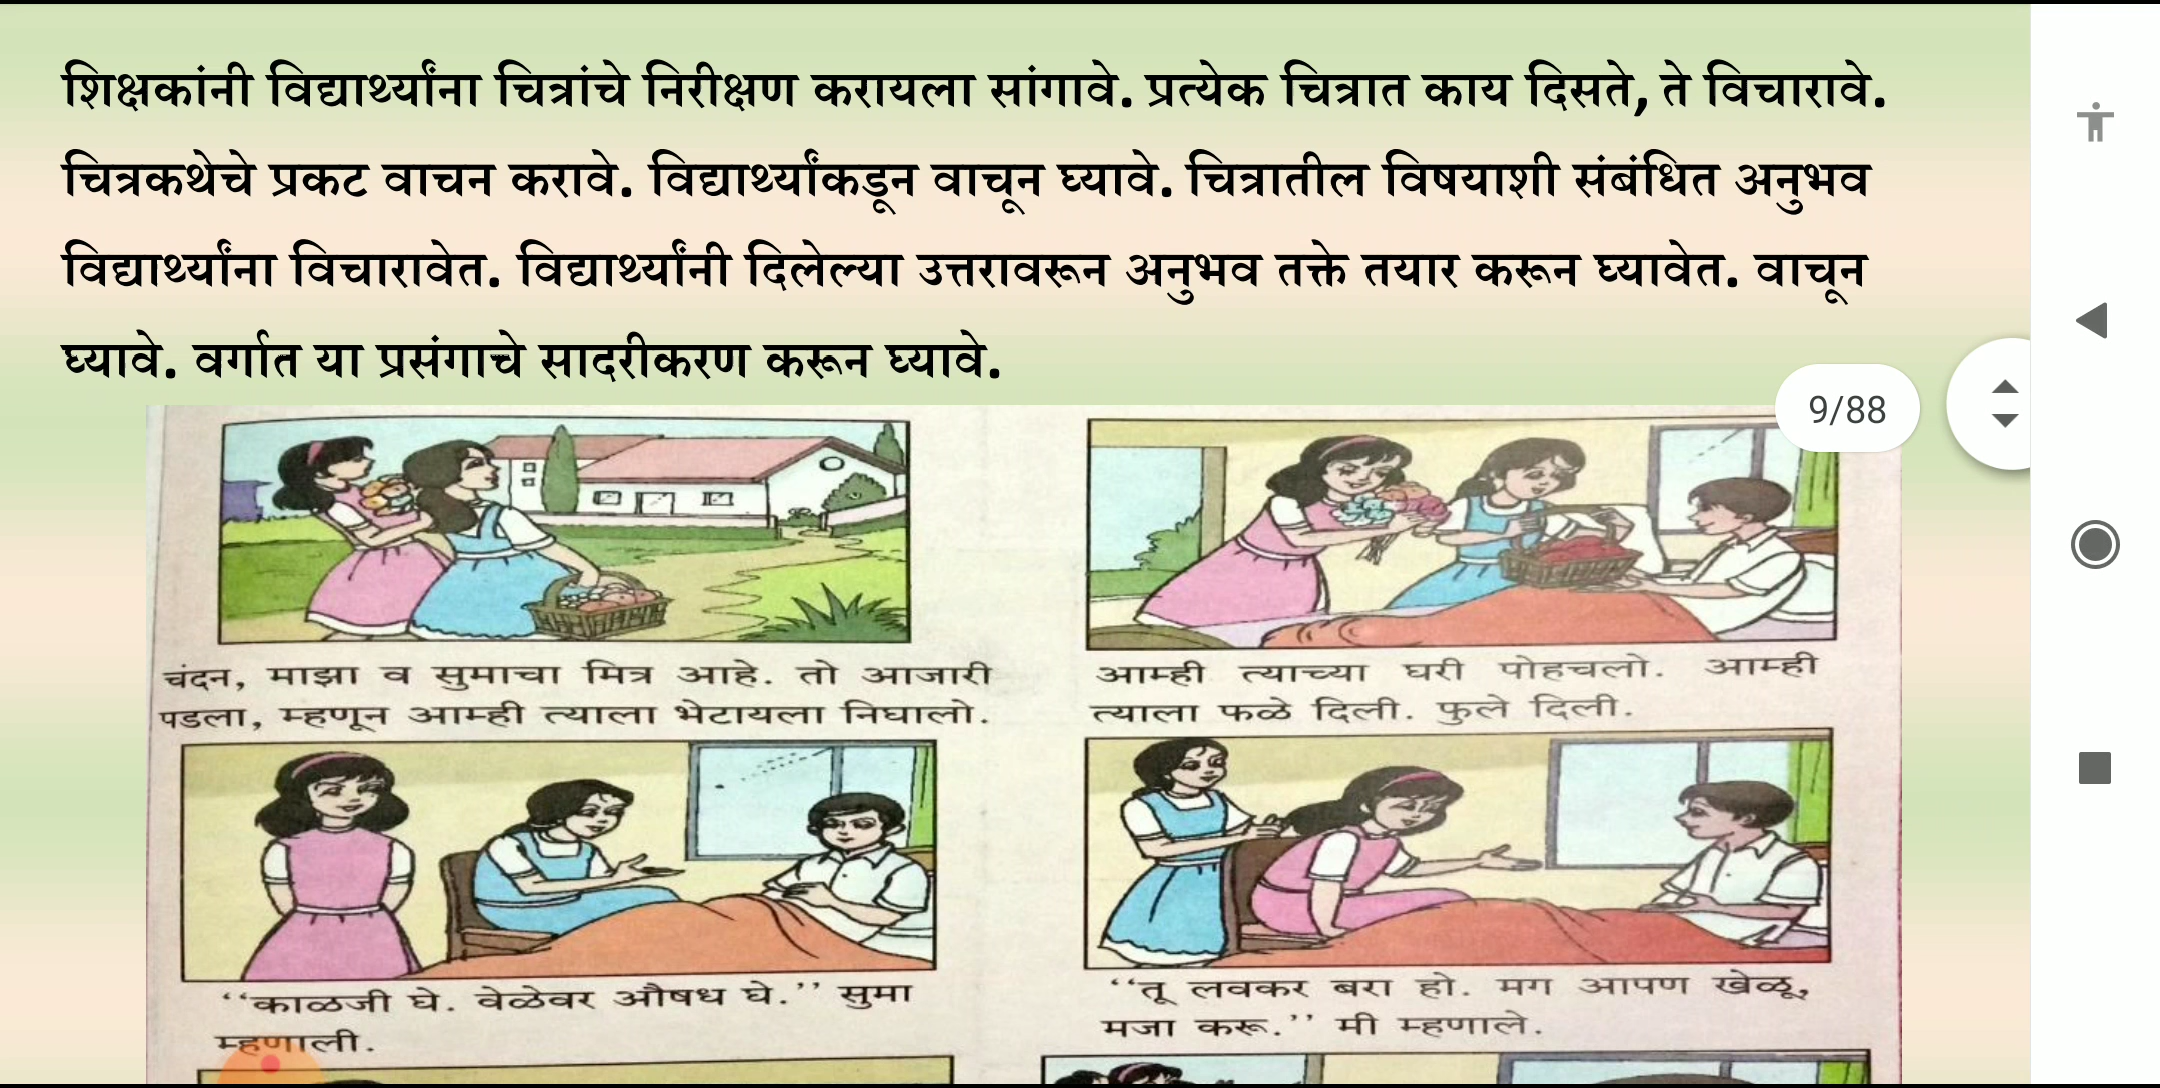 शिक्षकांनी विद्यार्थ्यांना चित्रांचे निरीक्षण करायला सांगावे. प्रत्येक चित्रात काय दिसते, ते विचारावे.
चित्रकथेचे प्रकट वाचन करावे. विद्यार्थ्यांकडून वाचून घ्यावे. चित्रातील विषयाशी संबंधित अनुभव
विद्यार्थ्यांना विचारावेत. विद्यार्थ्यांनी दिलेल्या उत्तरावरून अनुभव तक्ते तयार करून घ्यावेत. वाचून
घ्यावे. वर्गात या प्रसंगाचे सादरीकरण करून घ्यावे.
9/88
चंदन, माझा व सुमाचा मित्र आहे. तो आजारी
पडला, म्हणून आम्ही त्याला भेटायला निघालो.
आम्ही त्याच्या घरी पोहचलो. आम्ही
त्याला फळे दिली. फुले दिली.
‘‘काळजी घे. वेळेवर औषध घे.’’ सुमा
म्हणाली.
‘‘तू लवकर बरा हो. मग आपण खेळू,
मजा करू.’’ मी म्हणाले.